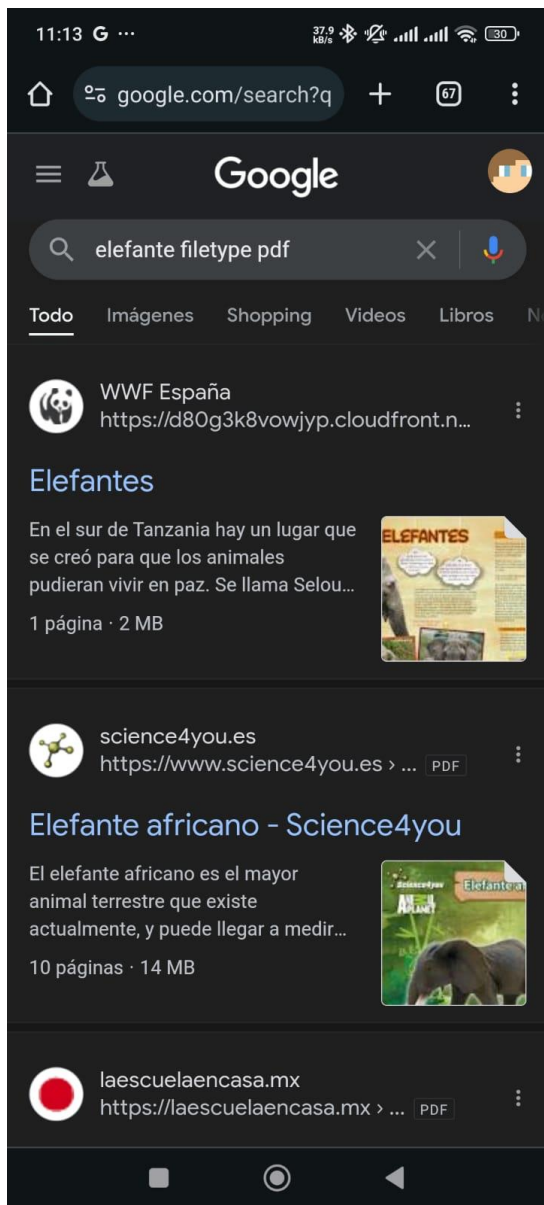 11:13 G ...
37.9 KB/s 30
google.com/search?q
67
Google
elefante filetype pdf
Todo Imágenes Shopping Videos Libros N
WWF España
https://d80g3k8vowjyp.cloudfront.n...
Elefantes
En el sur de Tanzania hay un lugar que
se creó para que los animales
pudieran vivir en paz. Se llama Selou...
1 página · 2 MB
ELEFANTES
science4you.es
https://www.science4you.es › ... PDF
Elefante africano - Science4you
El elefante africano es el mayor
animal terrestre que existe
actualmente, y puede llegar a medir...
10 páginas · 14 MB
Science4you
Elefante a
ANIMAL
PLANET
laescuelaencasa.mx
https://laescuelaencasa.mx › ... PDF